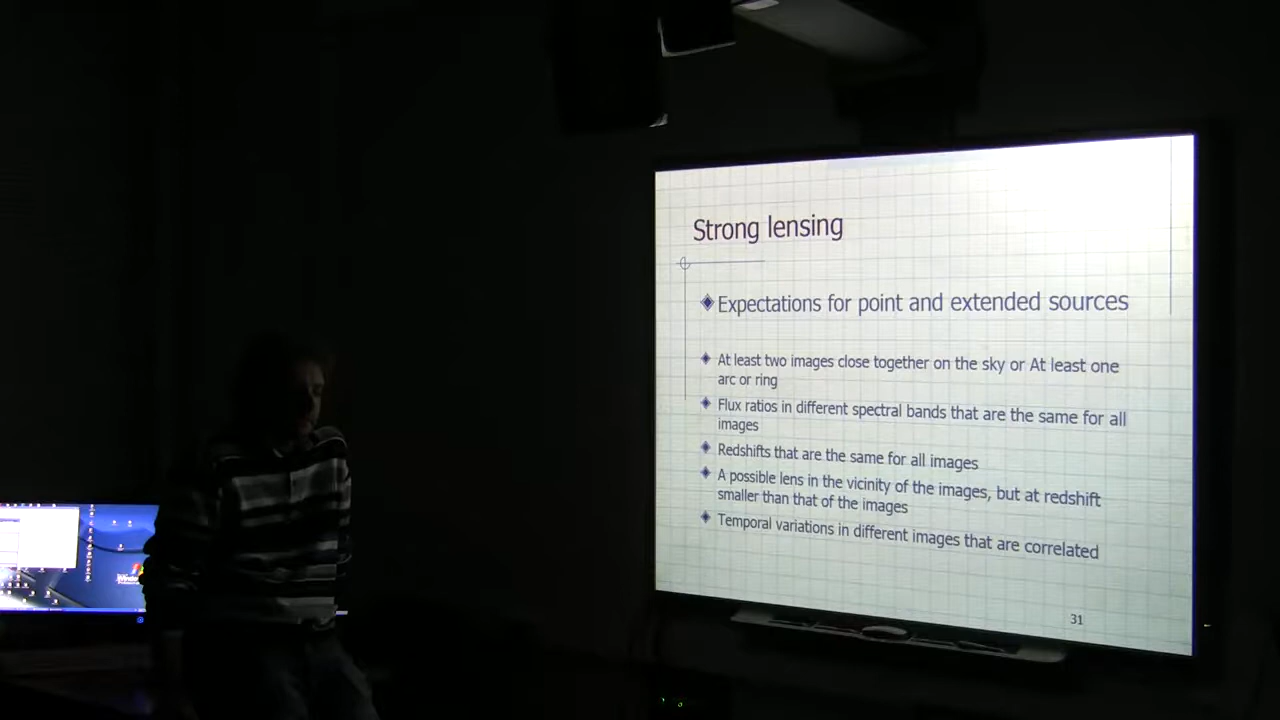 Strong lensing
Expectations for point and extended sources
At least two images close together on the sky or At least one
arc or ring
Flux ratios in different spectral bands that are the same for all
images
Redshifts that are the same for all images
A possible lens in the vicinity of the images, but at redshift
smaller than that of the images
Temporal variations in different images that are correlated
31